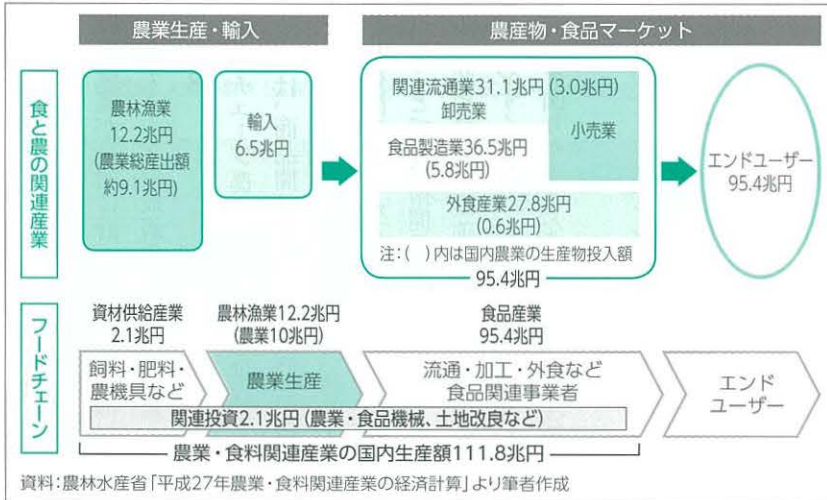 農業生産・輸入
農産物・食品マーケット
食と農の関連産業
農林漁業
12.2兆円
(農業総産出額
約9.1兆円)
輸入
6.5兆円
関連流通業31.1兆円(3.0兆円)
卸売業
小売業
食品製造業36.5兆円
(5.8兆円)
外食産業27.8兆円
(0.6兆円)
注:( )内は国内農業の生産物投入額
95.4兆円
エンドユーザー
95.4兆円
フードチェーン
資材供給産業
2.1兆円
農林漁業12.2兆円
(農業10兆円)
食品産業
95.4兆円
飼料・肥料・
農機具など
農業生産
流通・加工・外食など
食品関連事業者
エンド
ユーザー
関連投資2.1兆円(農業・食品機械、土地改良など)
農業・食料関連産業の国内生産額111.8兆円
資料:農林水産省「平成27年農業・食料関連産業の経済計算」より筆者作成